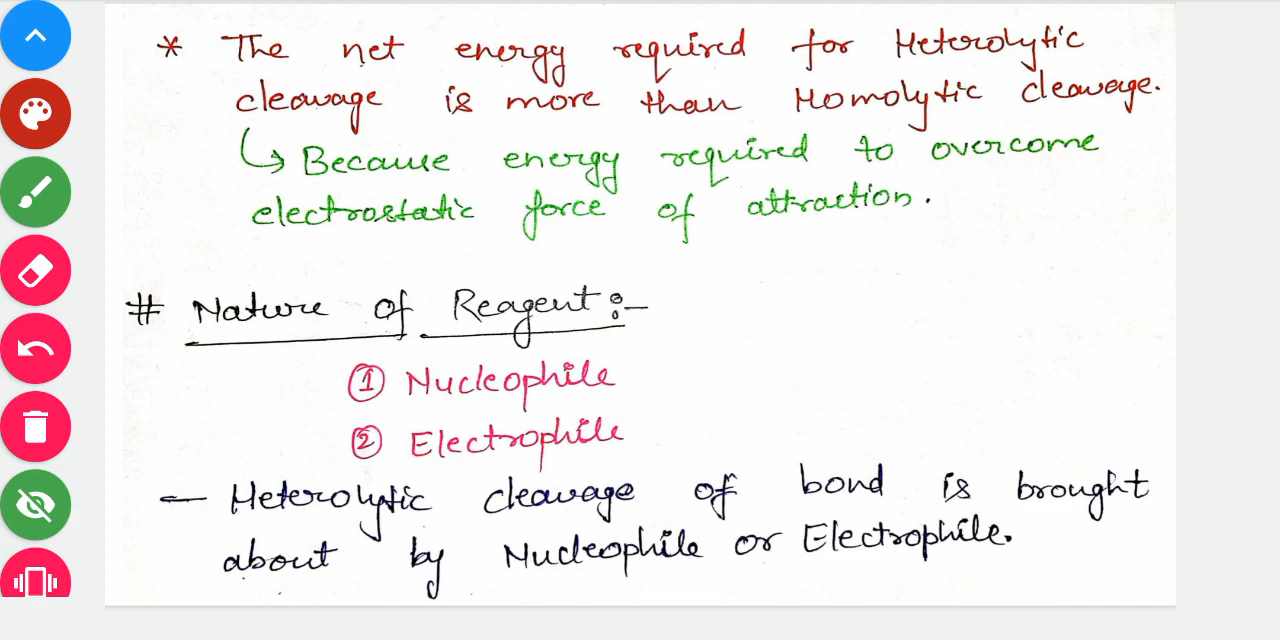 * The net energy required for Heterolytic
cleavage is more than Homolytic cleavage.
↳ Because energy required to overcome
electrostatic force of attraction.
# Nature of Reagent :-
① Nucleophile
② Electrophile
— Heterolytic cleavage of bond is brought
about by Nucleophile or Electrophile.